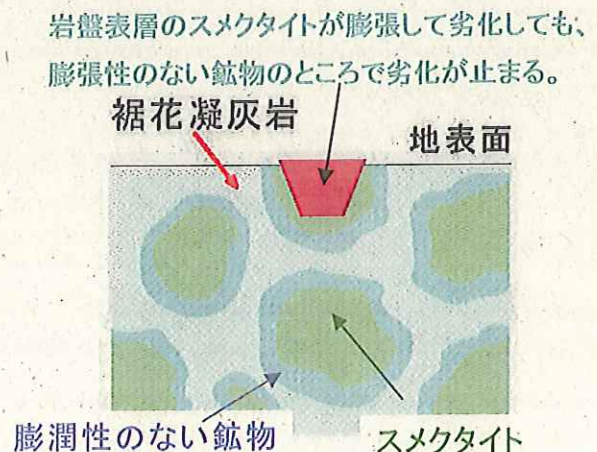 岩盤表層のスメクタイトが膨張して劣化しても、
膨張性のない鉱物のところで劣化が止まる。
裾花凝灰岩
地表面
膨潤性のない鉱物
スメクタイト